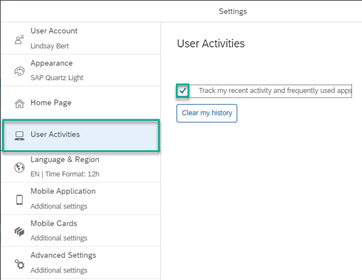 Settings
User Account
Lindsay Bert
Appearance
SAP Quartz Light
Home Page
User Activities
Language & Region
EN | Time Format: 12h
Mobile Application
Additional settings
Mobile Cards
Additional settings
Advanced Settings
Additional settings
User Activities
Track my recent activity and frequently used apps
Clear my history